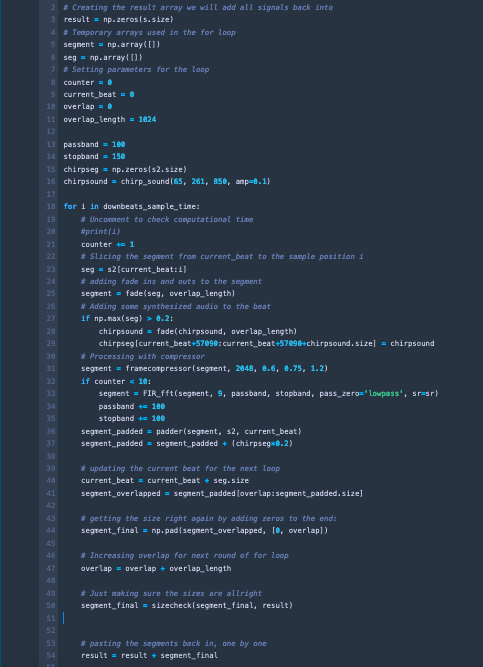 2 # Creating the result array we will add all signals back into
3 result = np.zeros(s.size)
4 # Temporary arrays used in the for loop
5 segment = np.array([])
6 seg = np.array([])
7 # Setting parameters for the loop
8 counter = 0
9 current_beat = 0
10 overlap = 0
11 overlap_length = 1024
12
13 passband = 100
14 stopband = 150
15 chirpseg = np.zeros(s2.size)
16 chirpsound = chirp_sound(65, 261, 850, amp=0.1)
17
18 for i in downbeats_sample_time:
19     # Uncomment to check computational time
20     #print(i)
21     counter += 1
22     # Slicing the segment from current_beat to the sample position i
23     seg = s2[current_beat:i]
24     # adding fade ins and outs to the segment
25     segment = fade(seg, overlap_length)
26     # Adding some synthesized audio to the beat
27     if np.max(seg) > 0.2:
28         chirpsound = fade(chirpsound, overlap_length)
29         chirpseg[current_beat+57090:current_beat+57090+chirpsound.size] = chirpsound
30     # Processing with compressor
31     segment = framecompressor(segment, 2048, 0.6, 0.75, 1.2)
32     if counter < 10:
33         segment = FIR_fft(segment, 9, passband, stopband, pass_zero="lowpass", sr=sr)
34         passband += 100
35         stopband += 100
36     segment_padded = padder(segment, s2, current_beat)
37     segment_padded = segment_padded + (chirpseg*0.2)
38
39     # updating the current beat for the next loop
40     current_beat = current_beat + seg.size
41     segment_overlapped = segment_padded[overlap:segment_padded.size]
42
43     # getting the size right again by adding zeros to the end:
44     segment_final = np.pad(segment_overlapped, [0, overlap])
45
46     # Increasing overlap for next round of for loop
47     overlap = overlap + overlap_length
48
49     # Just making sure the sizes are allright
50     segment_final = sizecheck(segment_final, result)
51
52
53     # pasting the segments back in, one by one
54     result = result + segment_final